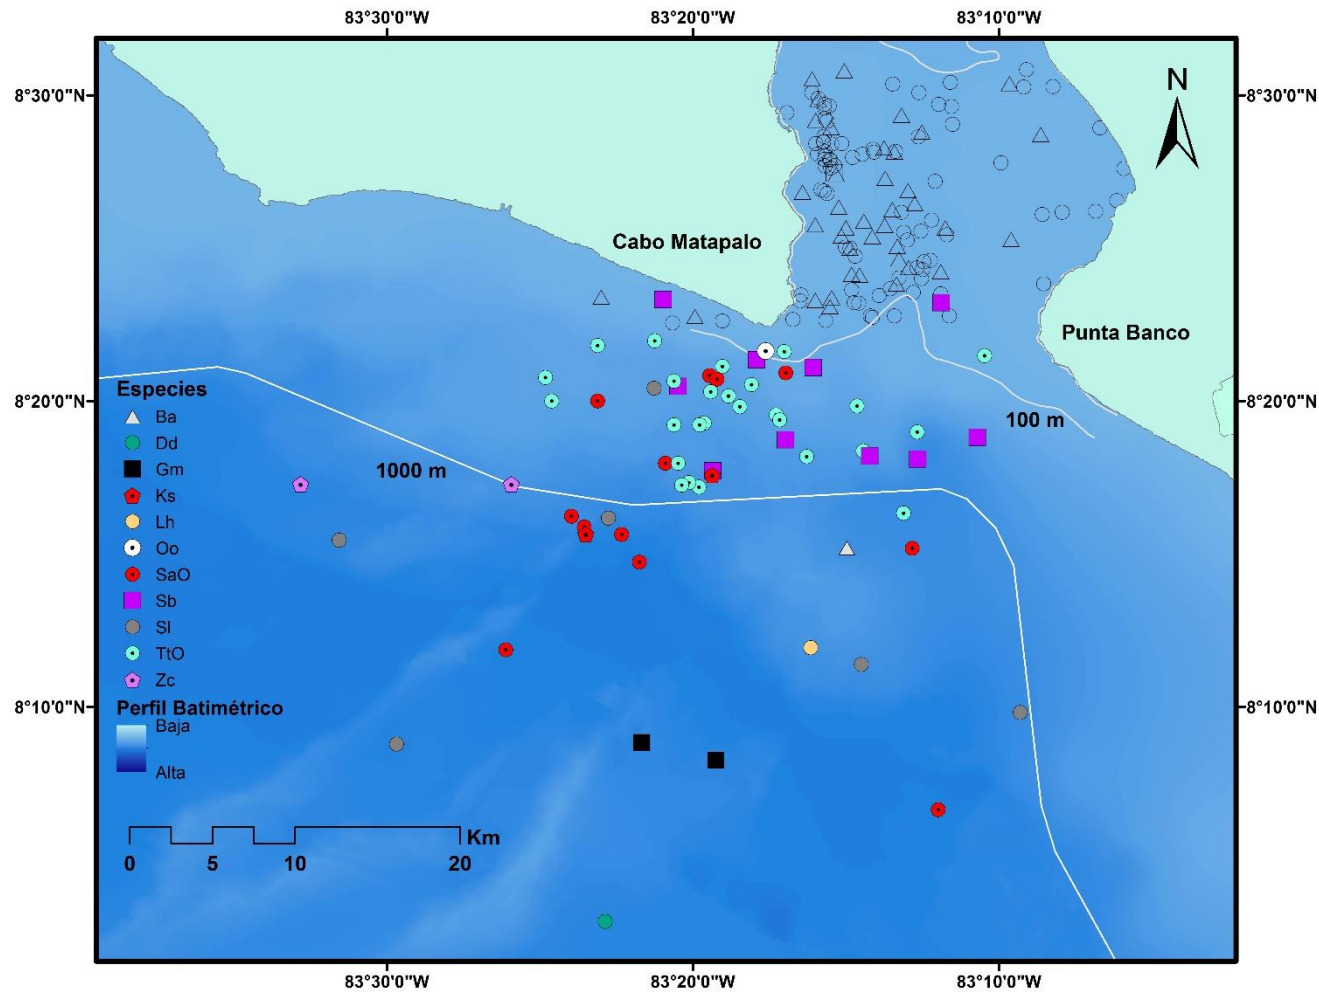 83°30'0"W 83°20'0"W 83°10'0"W
N
8°30'0"N 8°30'0"N
Cabo Matapalo
Punta Banco
Especies
8°20'0"N 8°20'0"N
Ba
100 m
Dd
1000 m
Gm
Ks
Lh
Oo
SaO
Sb
Sl
TtO
Zc
Perfil Batimétrico
8°10'0"N 8°10'0"N
Baja
Alta
Km
0 5 10 20
83°30'0"W 83°20'0"W 83°10'0"W